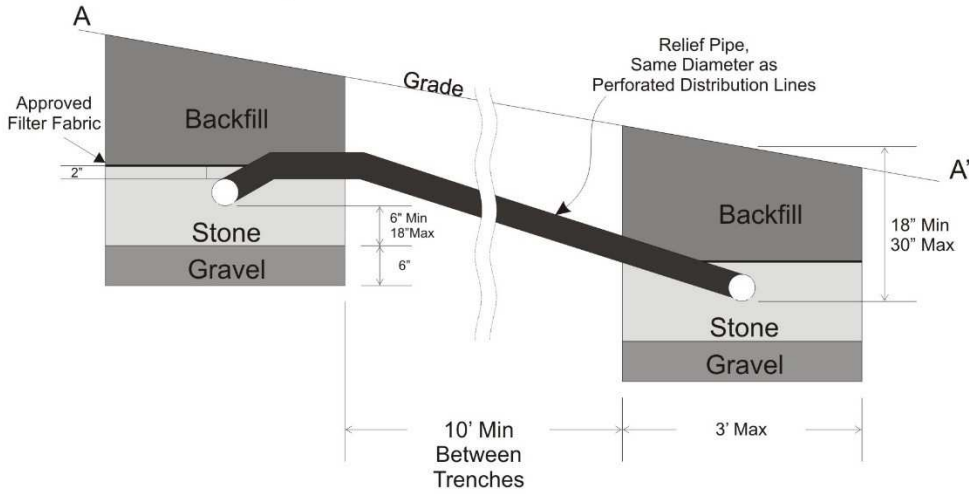 A
Grade
Relief Pipe,
Same Diameter as
Perforated Distribution Lines
Approved
Filter Fabric
Backfill
2”
6” Min
18”Max
Stone
Gravel
6”
A’
Backfill
18” Min
30” Max
Stone
Gravel
10’ Min
Between
Trenches
3’ Max